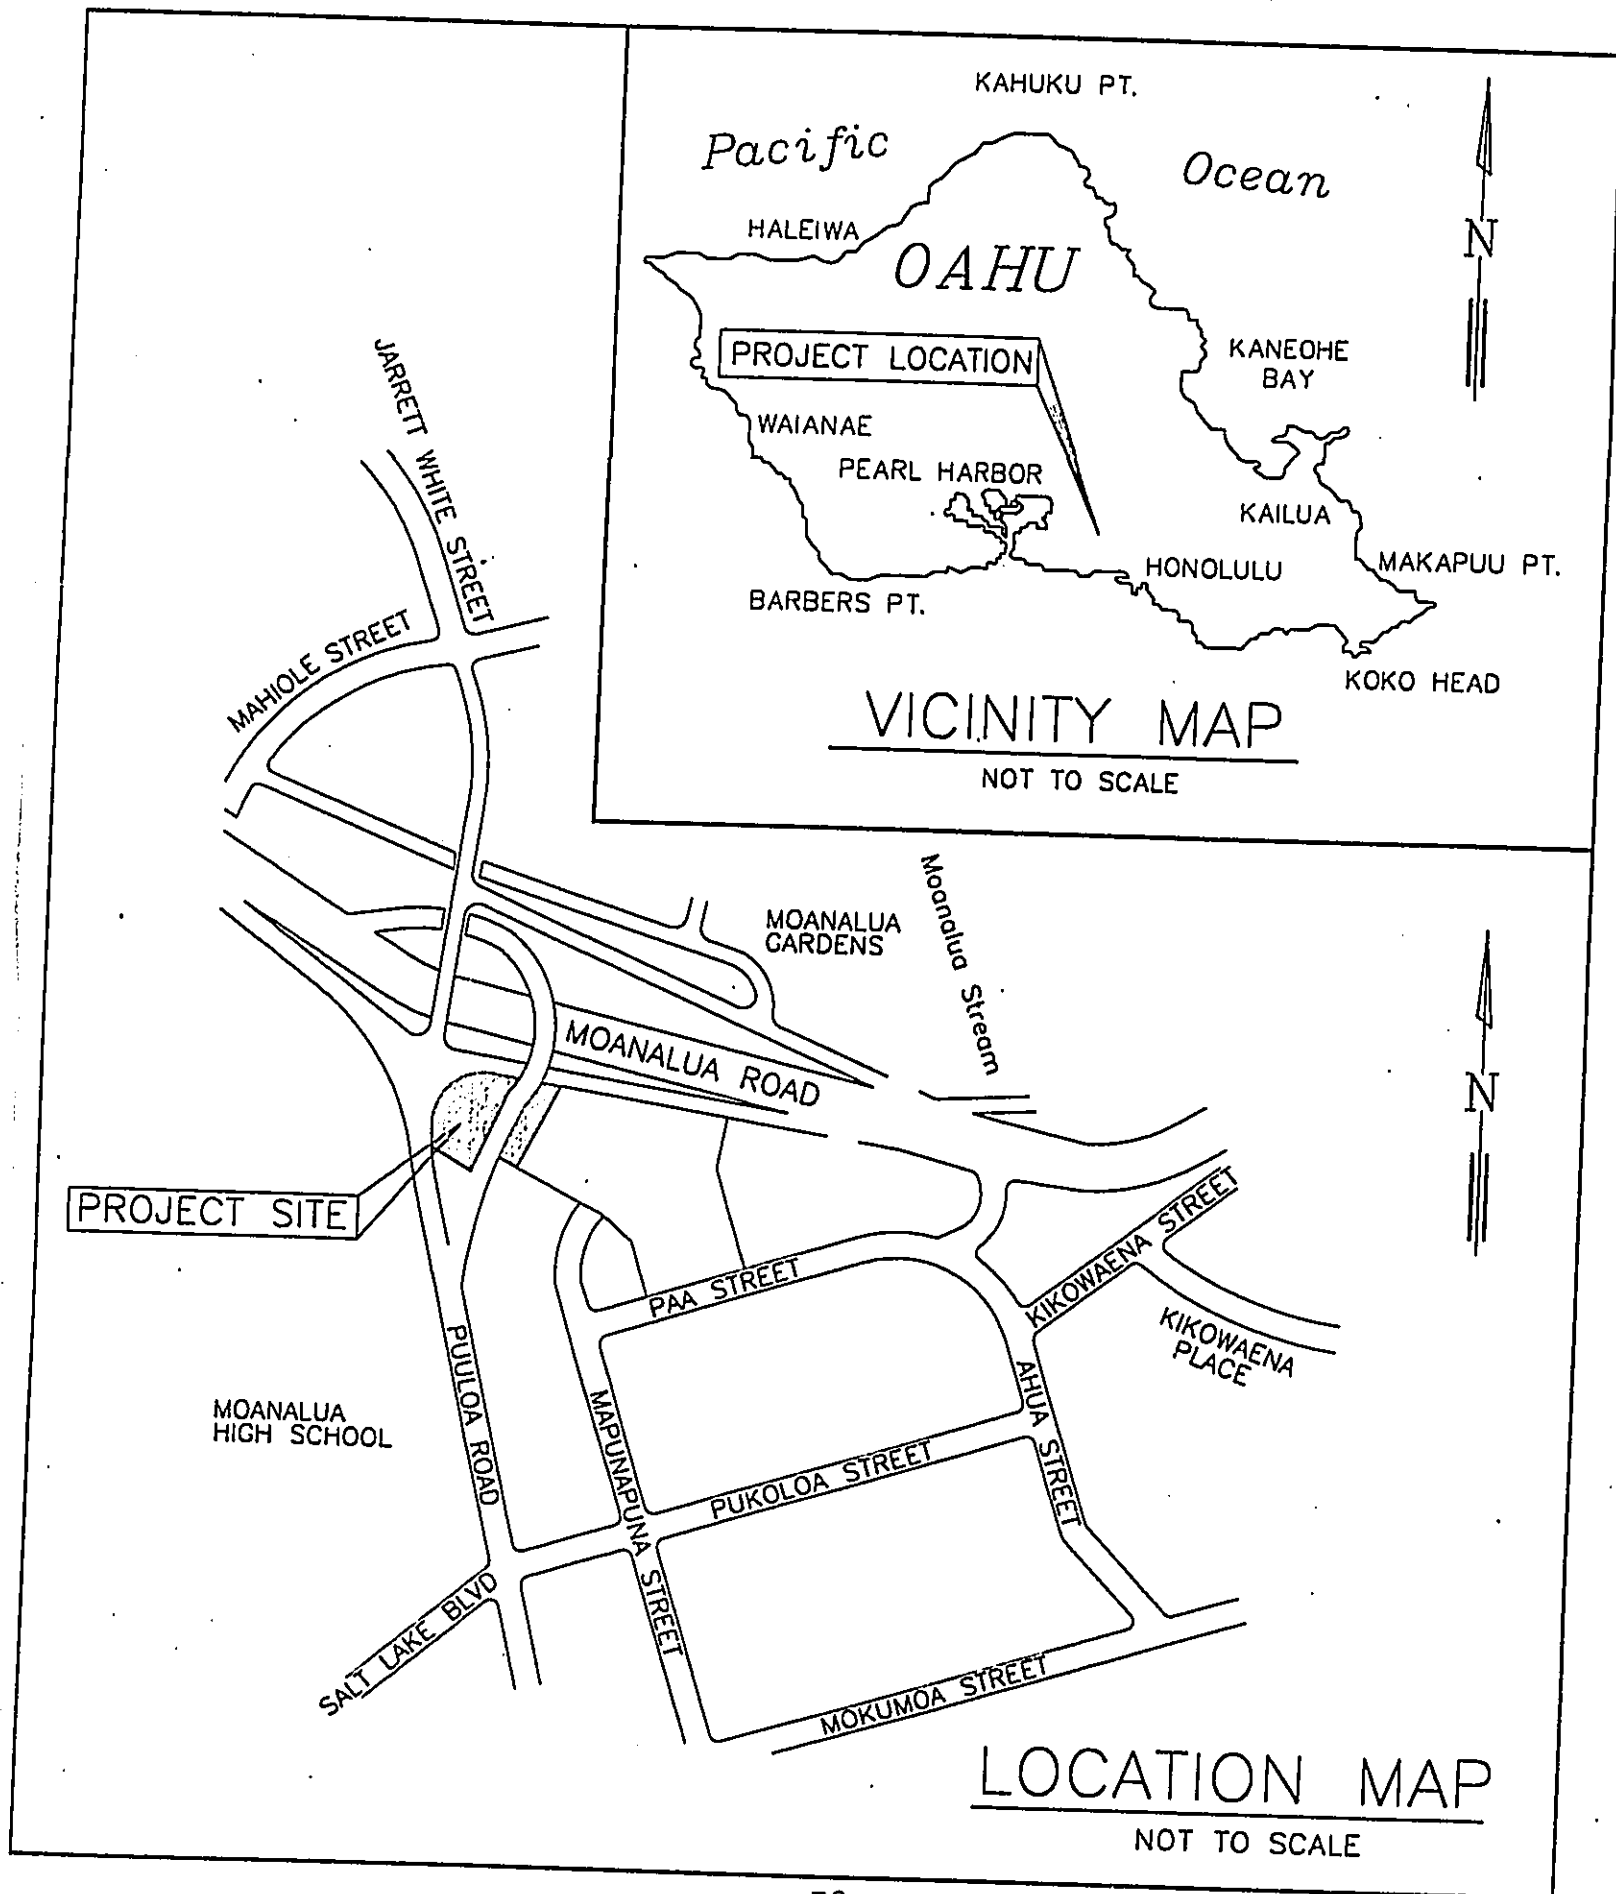 KAHUKU PT.
Pacific
Ocean
HALEIWA
OAHU
N
PROJECT LOCATION
KANEOHE
BAY
WAIANAE
PEARL HARBOR
KAILUA
HONOLULU
MAKAPUU PT.
BARBERS PT.
KOKO HEAD
VICINITY MAP
NOT TO SCALE
JARRETT WHITE STREET
MAHIOLE STREET
MOANALUA
GARDENS
Moanalua Stream
N
MOANALUA ROAD
PROJECT SITE
PAA STREET
KIKOWAENA STREET
KIKOWAENA
PLACE
PUULOA ROAD
MOANALUA
HIGH SCHOOL
MAPUNAPUNA STREET
AHUA STREET
PUKOLOA STREET
SALT LAKE BLVD
MOKUMOA STREET
LOCATION MAP
NOT TO SCALE